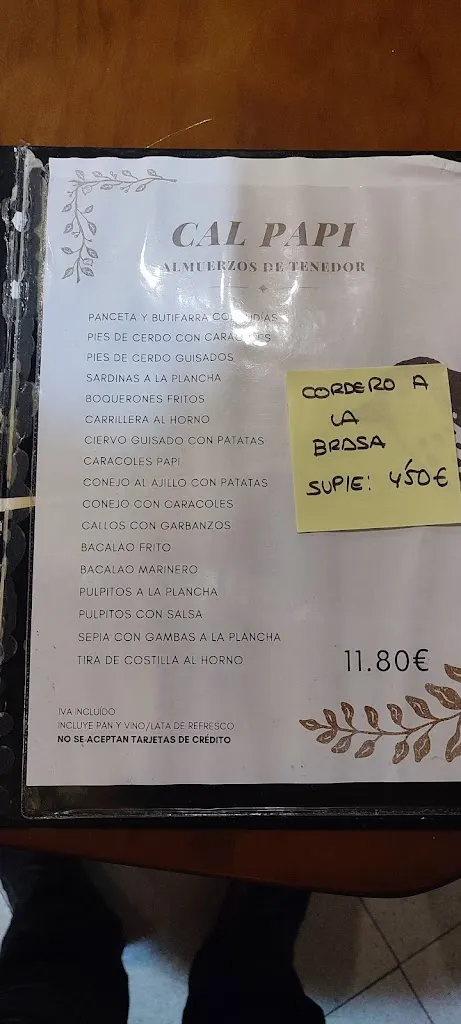 CAL PAPI
ALMUERZOS DE TENEDOR
PANCETA Y BUTIFARRA CON JUDÍAS
PIES DE CERDO CON CARACOLES
PIES DE CERDO GUISADOS
SARDINAS A LA PLANCHA
BOQUERONES FRITOS
CARRILLERA AL HORNO
CIERVO GUISADO CON PATATAS
CARACOLES PAPI
CONEJO AL AJILLO CON PATATAS
CONEJO CON CARACOLES
CALLOS CON GARBANZOS
BACALAO FRITO
BACALAO MARINERO
PULPITOS A LA PLANCHA
PULPITOS CON SALSA
SEPIA CON GAMBAS A LA PLANCHA
TIRA DE COSTILLA AL HORNO
CORDERO A
LA
BRASA
SUPLE: 4'50€
11.80€
IVA INCLUÍDO
INCLUYE PAN Y VINO/LATA DE REFRESCO
NO SE ACEPTAN TARJETAS DE CRÉDITO